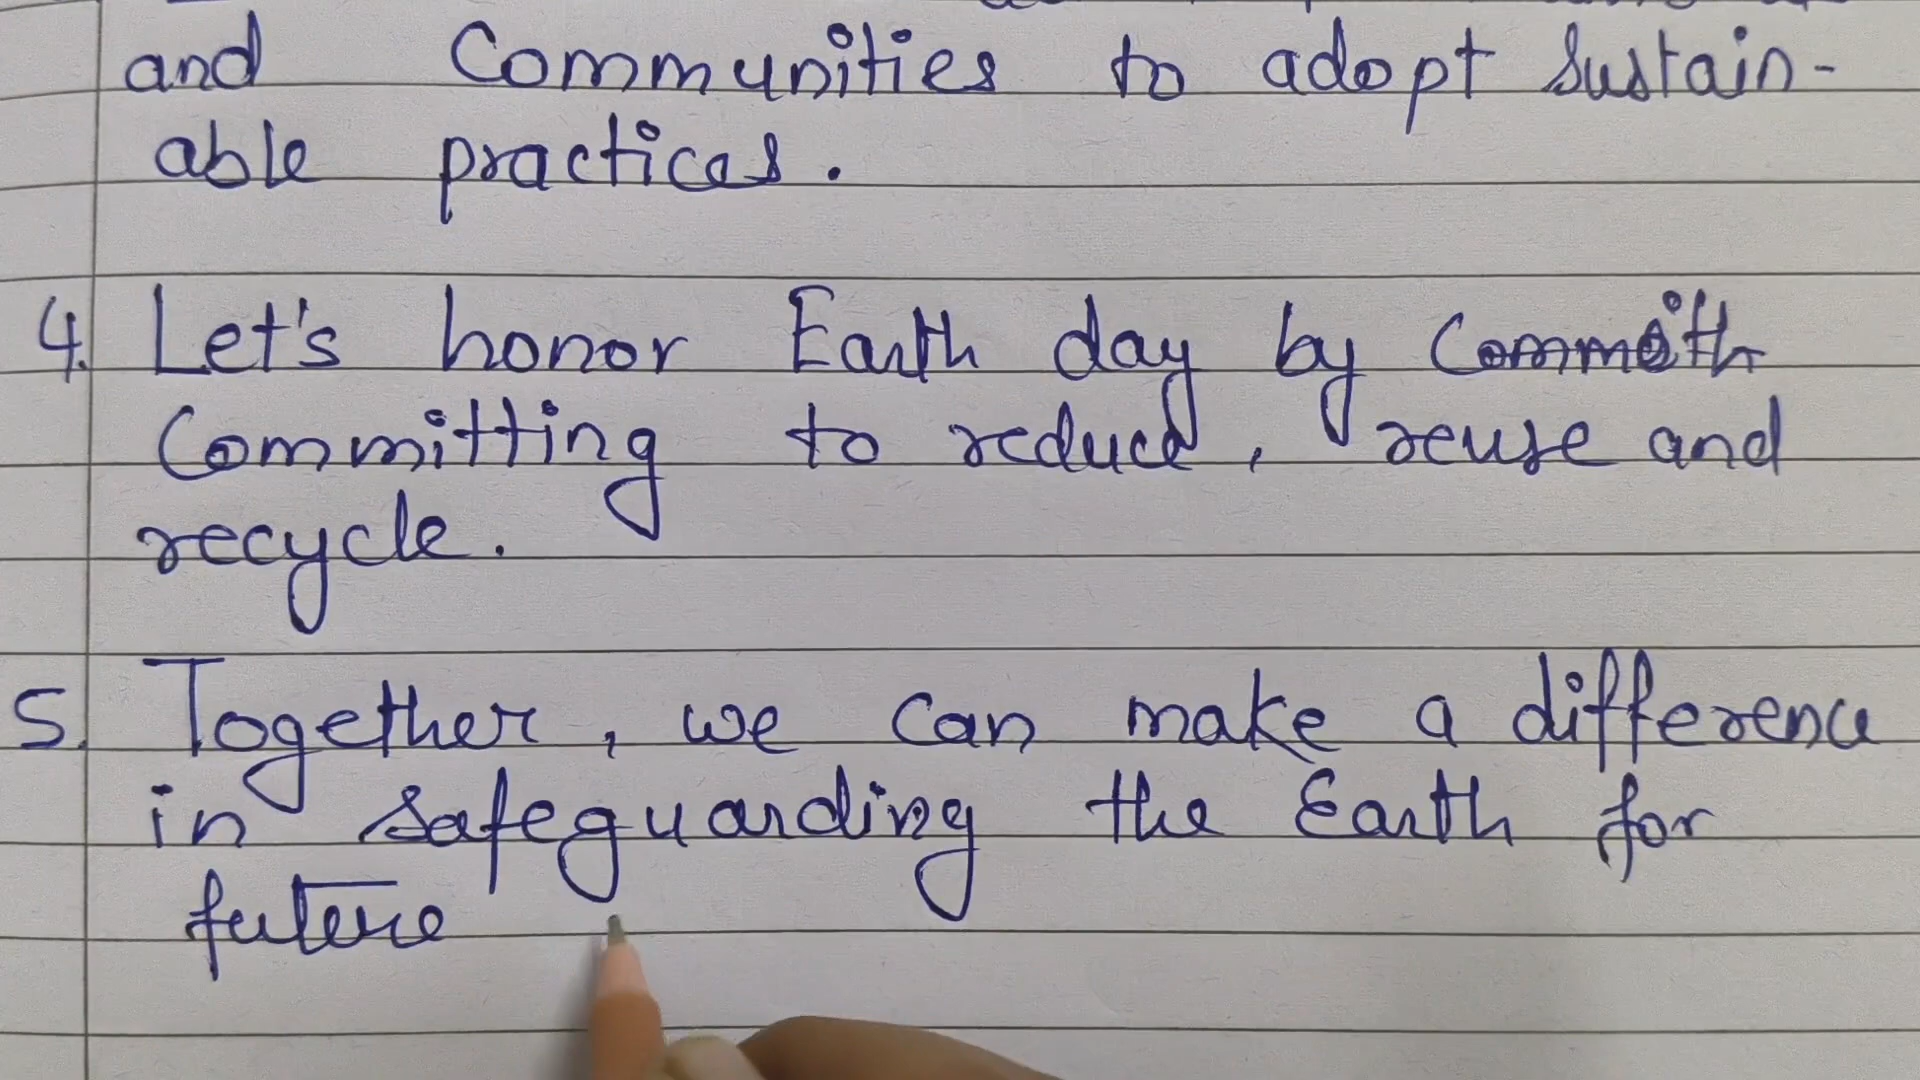 and Communities to adopt sustain-
able practices.
4. Let's honor Earth day by
Committing to reduce, reuse and
recycle.
5. Together, we can make a difference
in safeguarding the Earth for
future